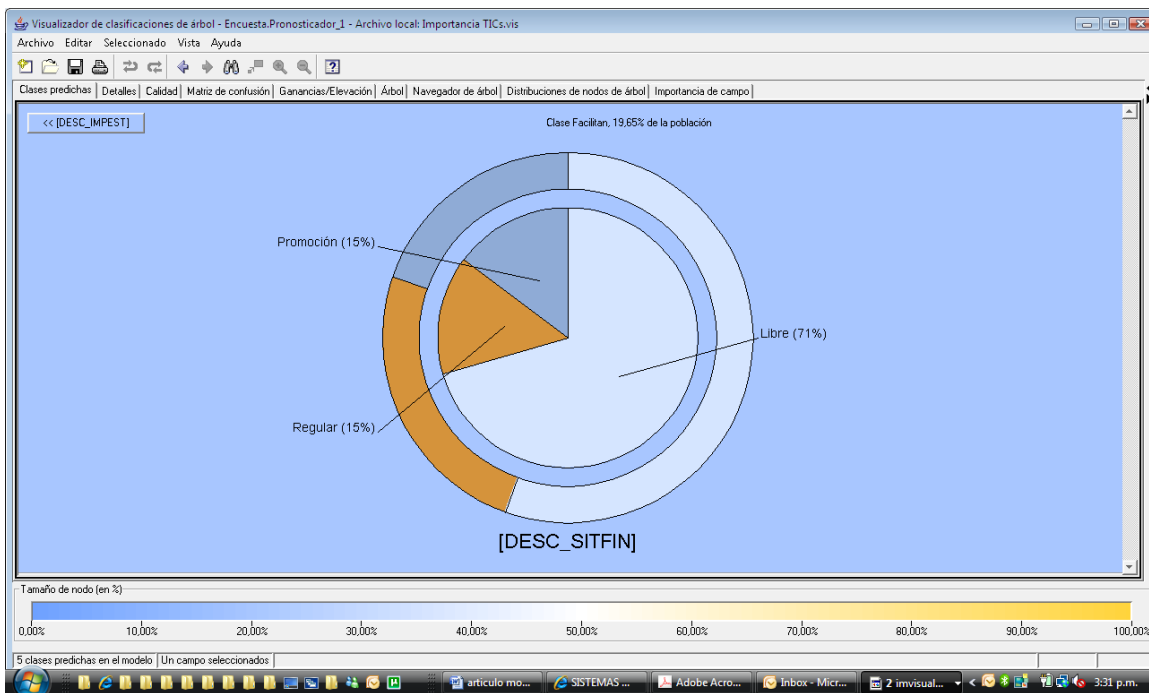 Visualizador de clasificaciones de árbol - Encuesta.Pronosticador_1 - Archivo local: Importancia TICs.vis
Archivo Editar Seleccionado Vista Ayuda
Clases predichas Detalles Calidad Matriz de confusión Ganancias/Elevación Árbol Navegador de árbol Distribuciones de nodos de árbol Importancia de campo
<< [DESC_IMPEST]
Clase Facilitan, 19,65% de la población
Promoción (15%)
Libre (71%)
Regular (15%)
[DESC_SITFIN]
Tamaño de nodo (en %)
0,00% 10,00% 20,00% 30,00% 40,00% 50,00% 60,00% 70,00% 80,00% 90,00% 100,00%
5 clases predichas en el modelo Un campo seleccionados
articulo mo... SISTEMAS ... Adobe Acro... Inbox - Micr... 2 imvisual... 3:31 p.m.